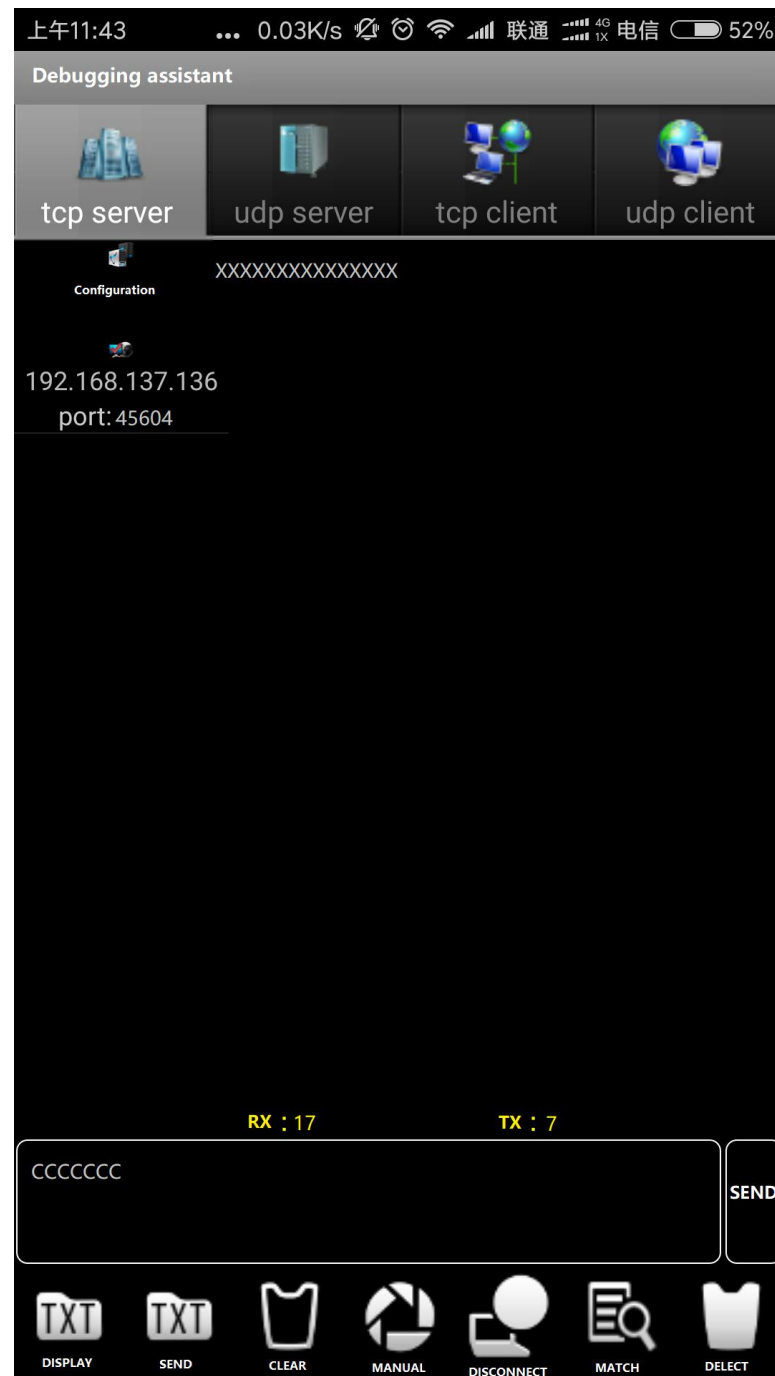 上午11:43 ... 0.03K/s 联通 4G 1X 电信 52%
Debugging assistant
tcp server udp server tcp client udp client
Configuration
XXXXXXXXXXXXXXX
192.168.137.136
port: 45604
RX : 17 TX : 7
CCCCCCC
SEND
TXT TXT
DISPLAY SEND CLEAR MANUAL DISCONNECT MATCH DELECT